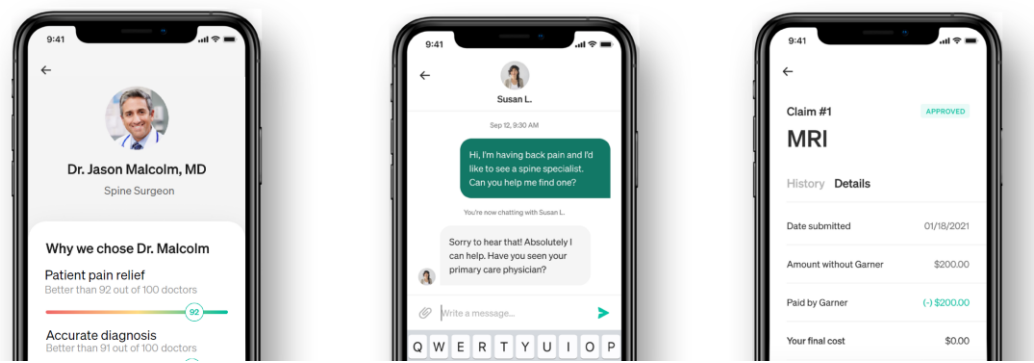 9:41
Dr. Jason Malcolm, MD
Spine Surgeon
Why we chose Dr. Malcolm
Patient pain relief
Better than 92 out of 100 doctors
92
Accurate diagnosis
Better than 91 out of 100 doctors
9:41
Susan L.
Sep 12, 9:30 AM
Hi, I'm having back pain and I'd
like to see a spine specialist.
Can you help me find one?
You're now chatting with Susan L.
Sorry to hear that! Absolutely I
can help. Have you seen your
primary care physician?
Write a message...
Q W E R T Y U I O P
9:41
Claim #1 APPROVED
MRI
History Details
Date submitted 01/18/2021
Amount without Garner $200.00
Paid by Garner (-) $200.00
Your final cost $0.00